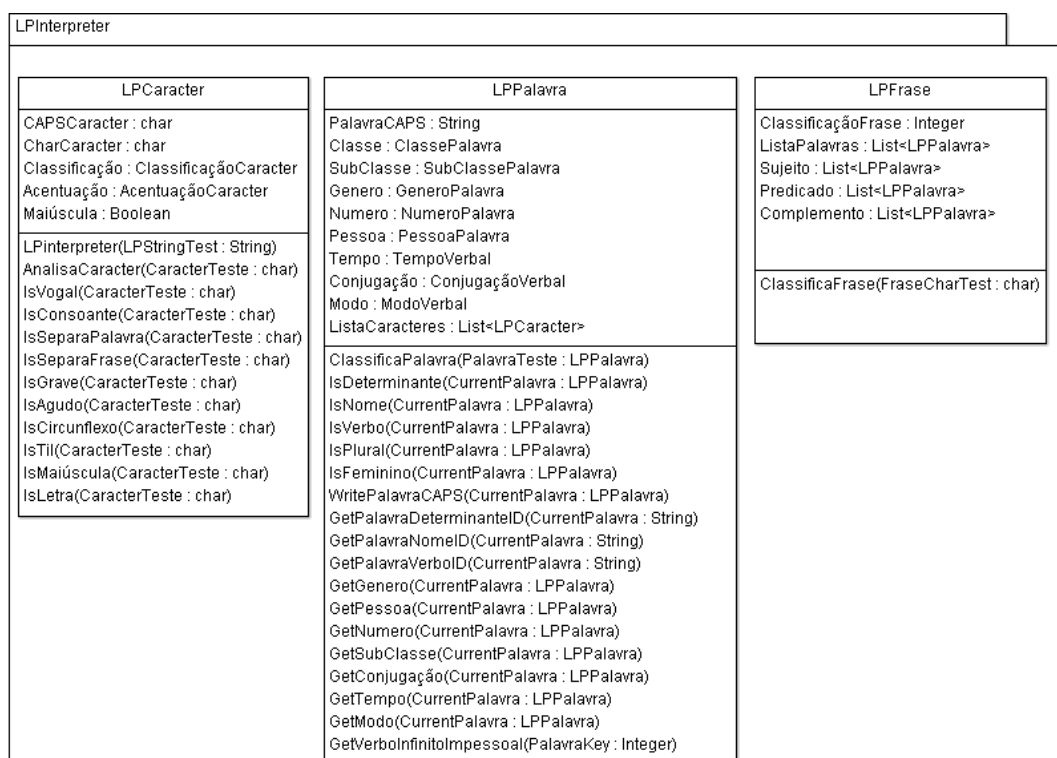 LPInterpreter
LPCaracter
CAPSCaracter : char
CharCaracter : char
Classificação : ClassificaçãoCaracter
Acentuação : AcentuaçãoCaracter
Maiúscula : Boolean
LPinterpreter(LPStringTest : String)
AnalisaCaracter(CaracterTeste : char)
IsVogal(CaracterTeste : char)
IsConsoante(CaracterTeste : char)
IsSeparaPalavra(CaracterTeste : char)
IsSeparaFrase(CaracterTeste : char)
IsGrave(CaracterTeste : char)
IsAgudo(CaracterTeste : char)
IsCircunflexo(CaracterTeste : char)
IsTil(CaracterTeste : char)
IsMaiúscula(CaracterTeste : char)
IsLetra(CaracterTeste : char)
LPPalavra
PalavraCAPS : String
Classe : ClassePalavra
SubClasse : SubClassePalavra
Genero : GeneroPalavra
Numero : NumeroPalavra
Pessoa : PessoaPalavra
Tempo : TempoVerbal
Conjugação : ConjugaçãoVerbal
Modo : ModoVerbal
ListaCaracteres : List<LPCaracter>
ClassificaPalavra(PalavraTeste : LPPalavra)
IsDeterminante(CurrentPalavra : LPPalavra)
IsNome(CurrentPalavra : LPPalavra)
IsVerbo(CurrentPalavra : LPPalavra)
IsPlural(CurrentPalavra : LPPalavra)
IsFeminino(CurrentPalavra : LPPalavra)
WritePalavraCAPS(CurrentPalavra : LPPalavra)
GetPalavraDeterminanteID(CurrentPalavra : String)
GetPalavraNomeID(CurrentPalavra : String)
GetPalavraVerboID(CurrentPalavra : String)
GetGenero(CurrentPalavra : LPPalavra)
GetPessoa(CurrentPalavra : LPPalavra)
GetNumero(CurrentPalavra : LPPalavra)
GetSubClasse(CurrentPalavra : LPPalavra)
GetConjugação(CurrentPalavra : LPPalavra)
GetTempo(CurrentPalavra : LPPalavra)
GetModo(CurrentPalavra : LPPalavra)
GetVerboInfinitoImpessoal(PalavraKey : Integer)
LPFrase
ClassificaçãoFrase : Integer
ListaPalavras : List<LPPalavra>
Sujeito : List<LPPalavra>
Predicado : List<LPPalavra>
Complemento : List<LPPalavra>
ClassificaFrase(FraseCharTest : char)